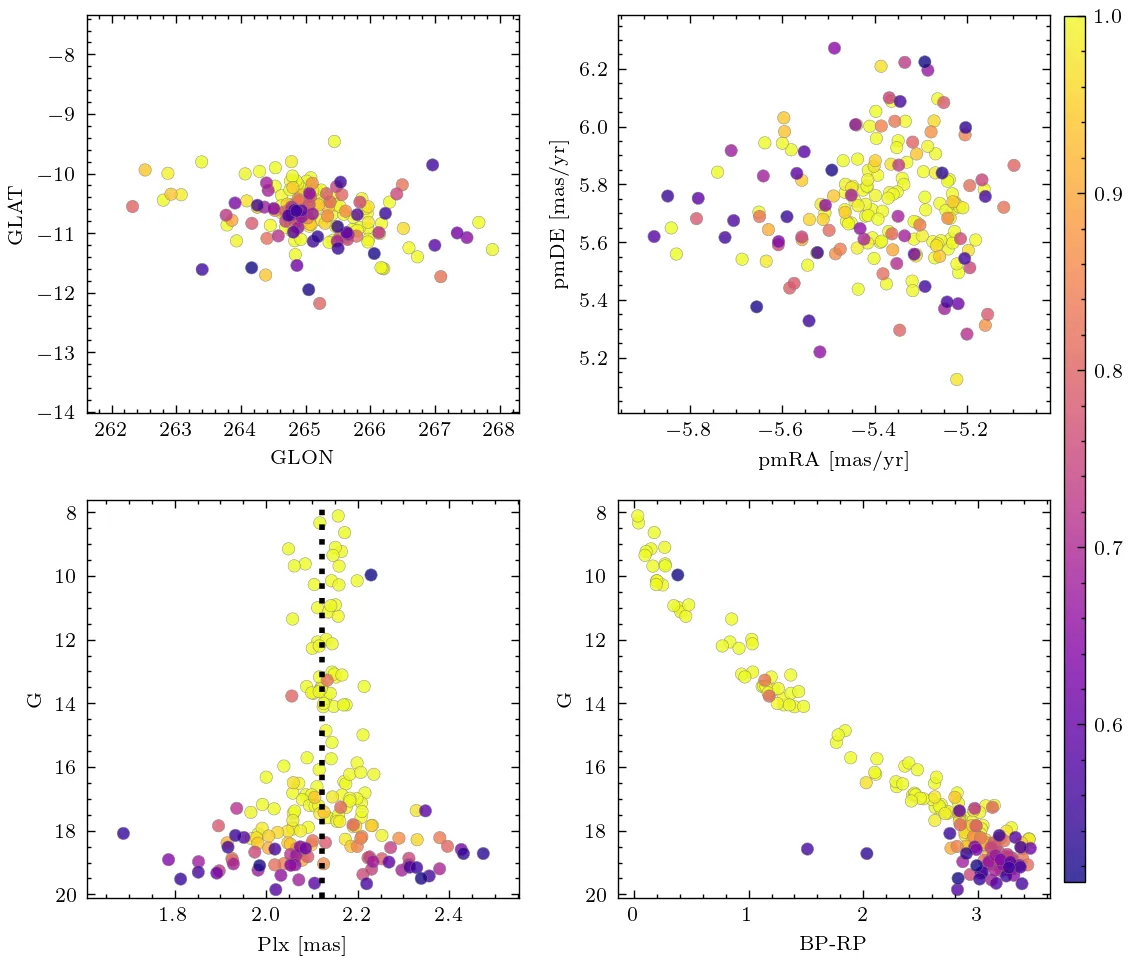 −8
−9
−10
−11
−12
−13
−14
GLAT
262 263 264 265 266 267 268
GLON
6.2
6.0
5.8
5.6
5.4
5.2
pmDE [mas/yr]
−5.8 −5.6 −5.4 −5.2
pmRA [mas/yr]
1.0
0.9
0.8
0.7
0.6
8
10
12
14
16
18
20
G
1.8 2.0 2.2 2.4
Plx [mas]
8
10
12
14
16
18
20
G
0 1 2 3
BP-RP